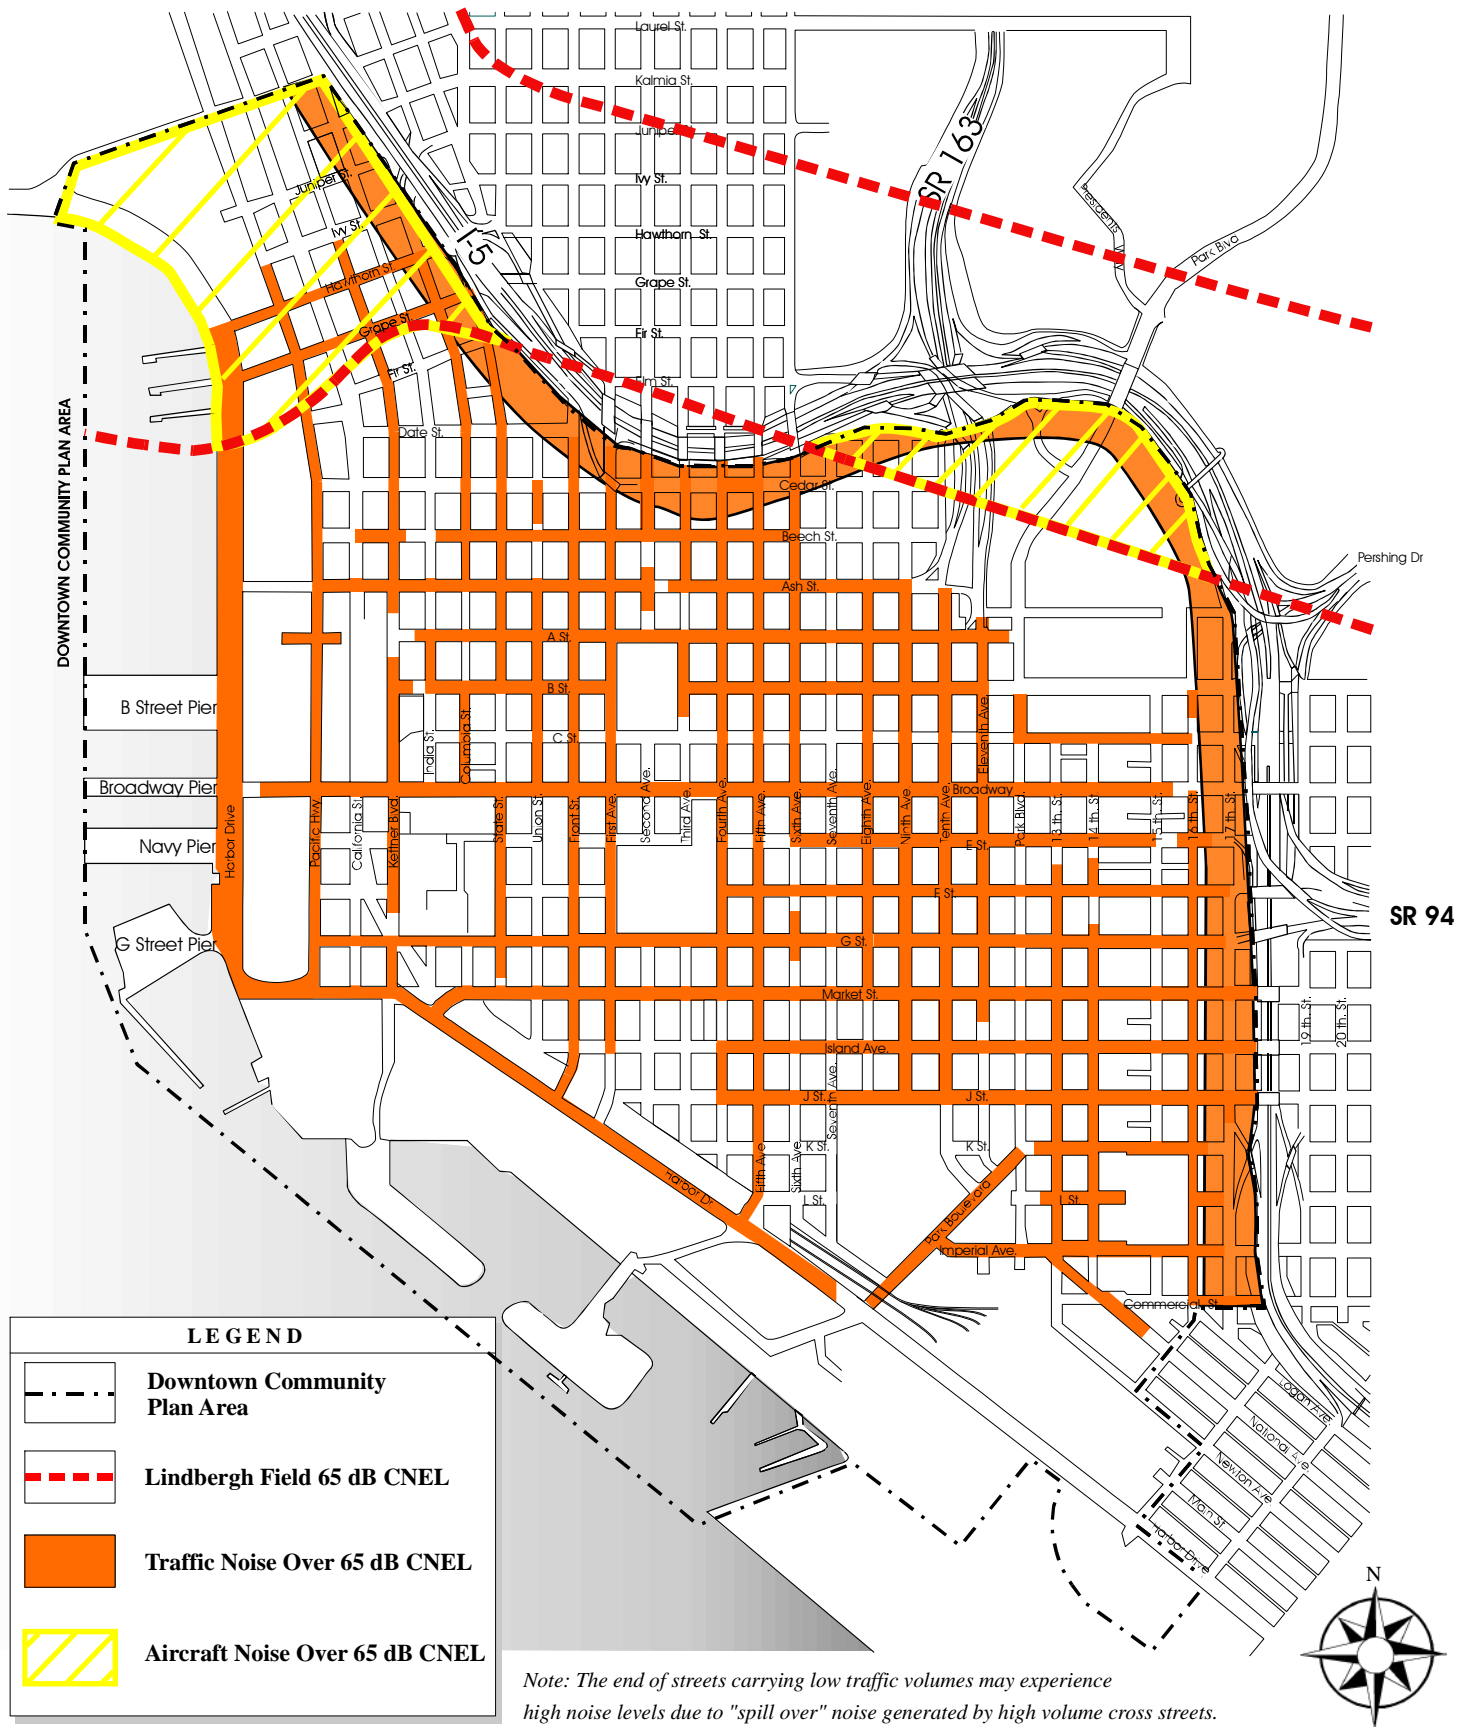 Laurel St.
Kalmia St.
Juniper St.
Ivy St.
Hawthorn St.
Grape St.
Fir St.
Elm St.
SR 163
Presidents Way
Park Blvd
I-5
Juniper St.
Ivy St.
Hawthorn St.
Grape St.
Fir St.
Date St.
Cedar St.
Beech St.
Ash St.
A St.
B St.
C St.
Broadway
E St.
F St.
G St.
Market St.
Island Ave.
J St.
J St.
K St.
K St.
L St.
L St.
Imperial Ave.
Commercial St.
Pershing Dr
DOWNTOWN COMMUNITY PLAN AREA
B Street Pier
Broadway Pier
Navy Pier
G Street Pier
Harbor Drive
Pacific Hwy
California St.
Kettner Blvd.
India St.
Columbia St.
State St.
Union St.
Front St.
First Ave.
Second Ave.
Third Ave.
Fourth Ave.
Fifth Ave.
Sixth Ave.
Seventh Ave.
Eighth Ave.
Ninth Ave.
Tenth Ave.
Eleventh Ave.
Park Blvd.
13 th. St.
14 th. St.
15 th. St.
16 th. St.
17 th. St.
19 th. St.
20 th. St.
SR 94
Seventh Ave.
Fifth Ave
Sixth Ave
Harbor Dr.
Park Boulevard
Logan Ave.
National Ave.
Newton Ave.
Main St
Harbor Drive
LEGEND
Downtown Community
Plan Area
Lindbergh Field 65 dB CNEL
Traffic Noise Over 65 dB CNEL
Aircraft Noise Over 65 dB CNEL
N
Note: The end of streets carrying low traffic volumes may experience
high noise levels due to "spill over" noise generated by high volume cross streets.